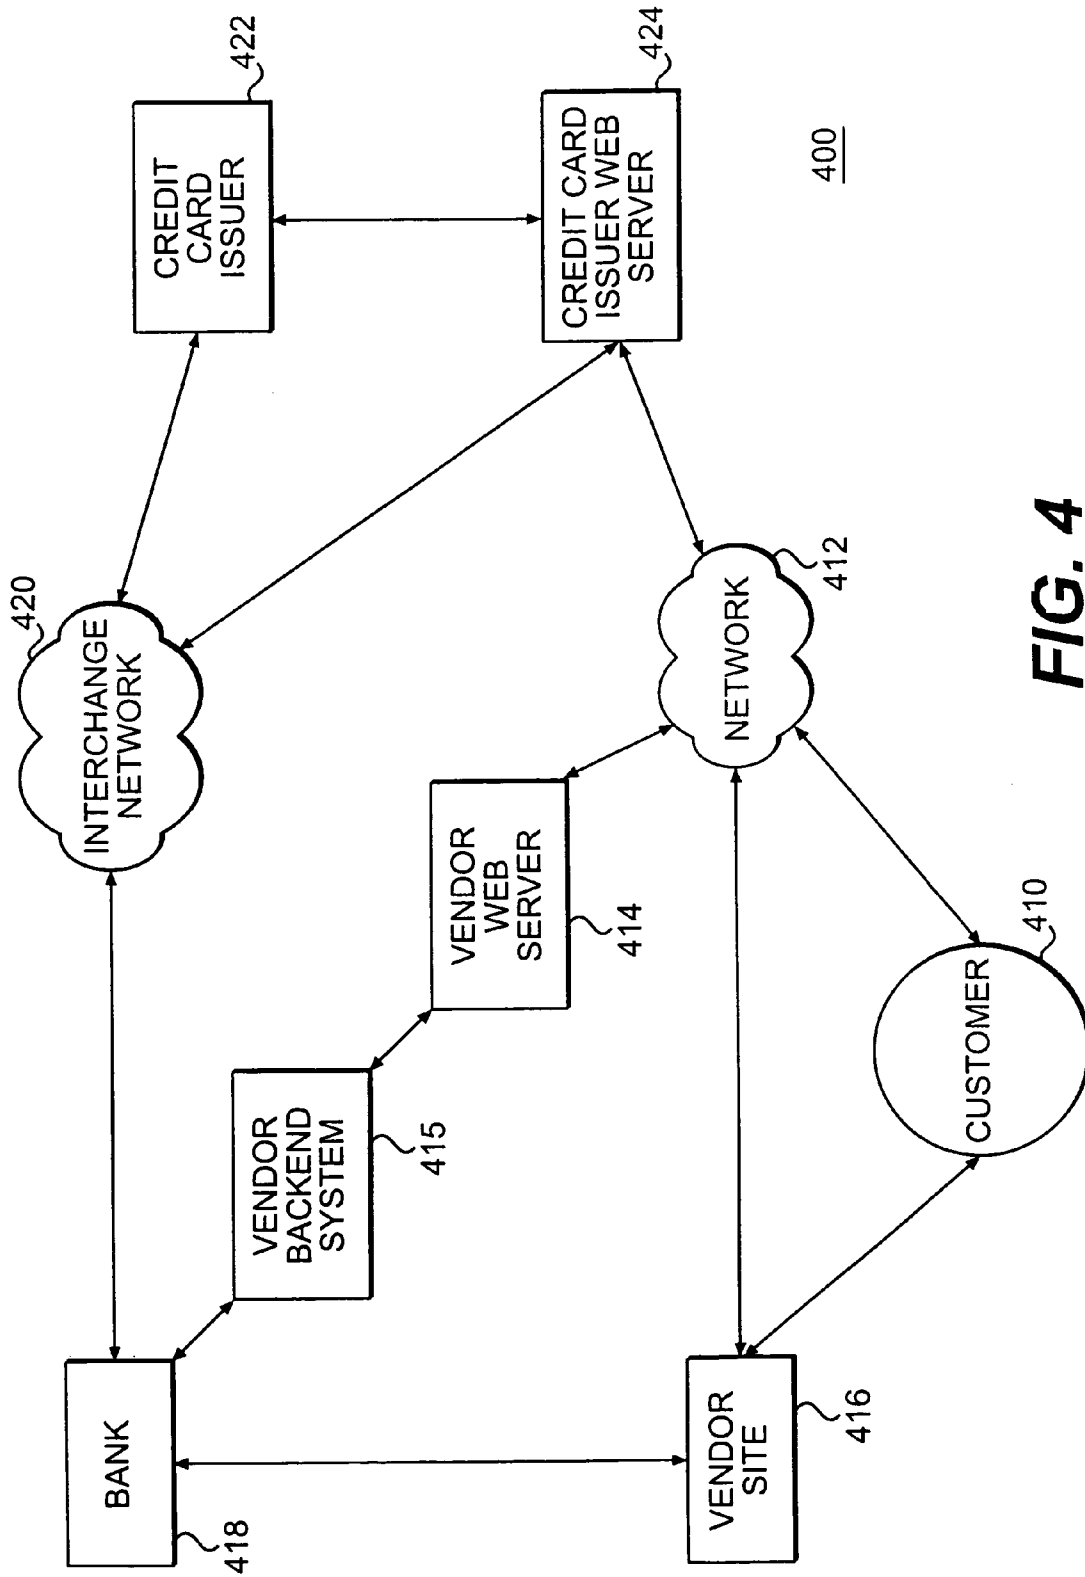 BANK
418
INTERCHANGE
NETWORK
420
CREDIT
CARD
ISSUER
422
VENDOR
BACKEND
SYSTEM
415
VENDOR
WEB
SERVER
414
CREDIT CARD
ISSUER WEB
SERVER
424
VENDOR
SITE
416
NETWORK
412
CUSTOMER
410
400
FIG. 4